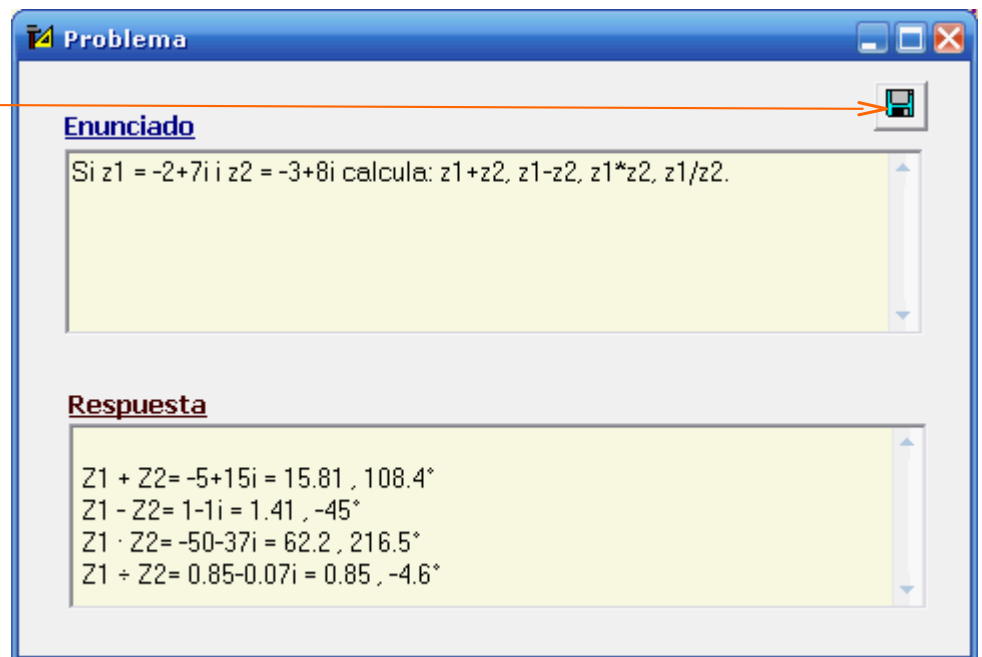 Problema
Enunciado
Si z1 = -2+7i i z2 = -3+8i calcula: z1+z2, z1-z2, z1*z2, z1/z2.
Respuesta
Z1 + Z2= -5+15i = 15.81 , 108.4°
Z1 - Z2= 1-1i = 1.41 , -45°
Z1 · Z2= -50-37i = 62.2 , 216.5°
Z1 ÷ Z2= 0.85-0.07i = 0.85 , -4.6°